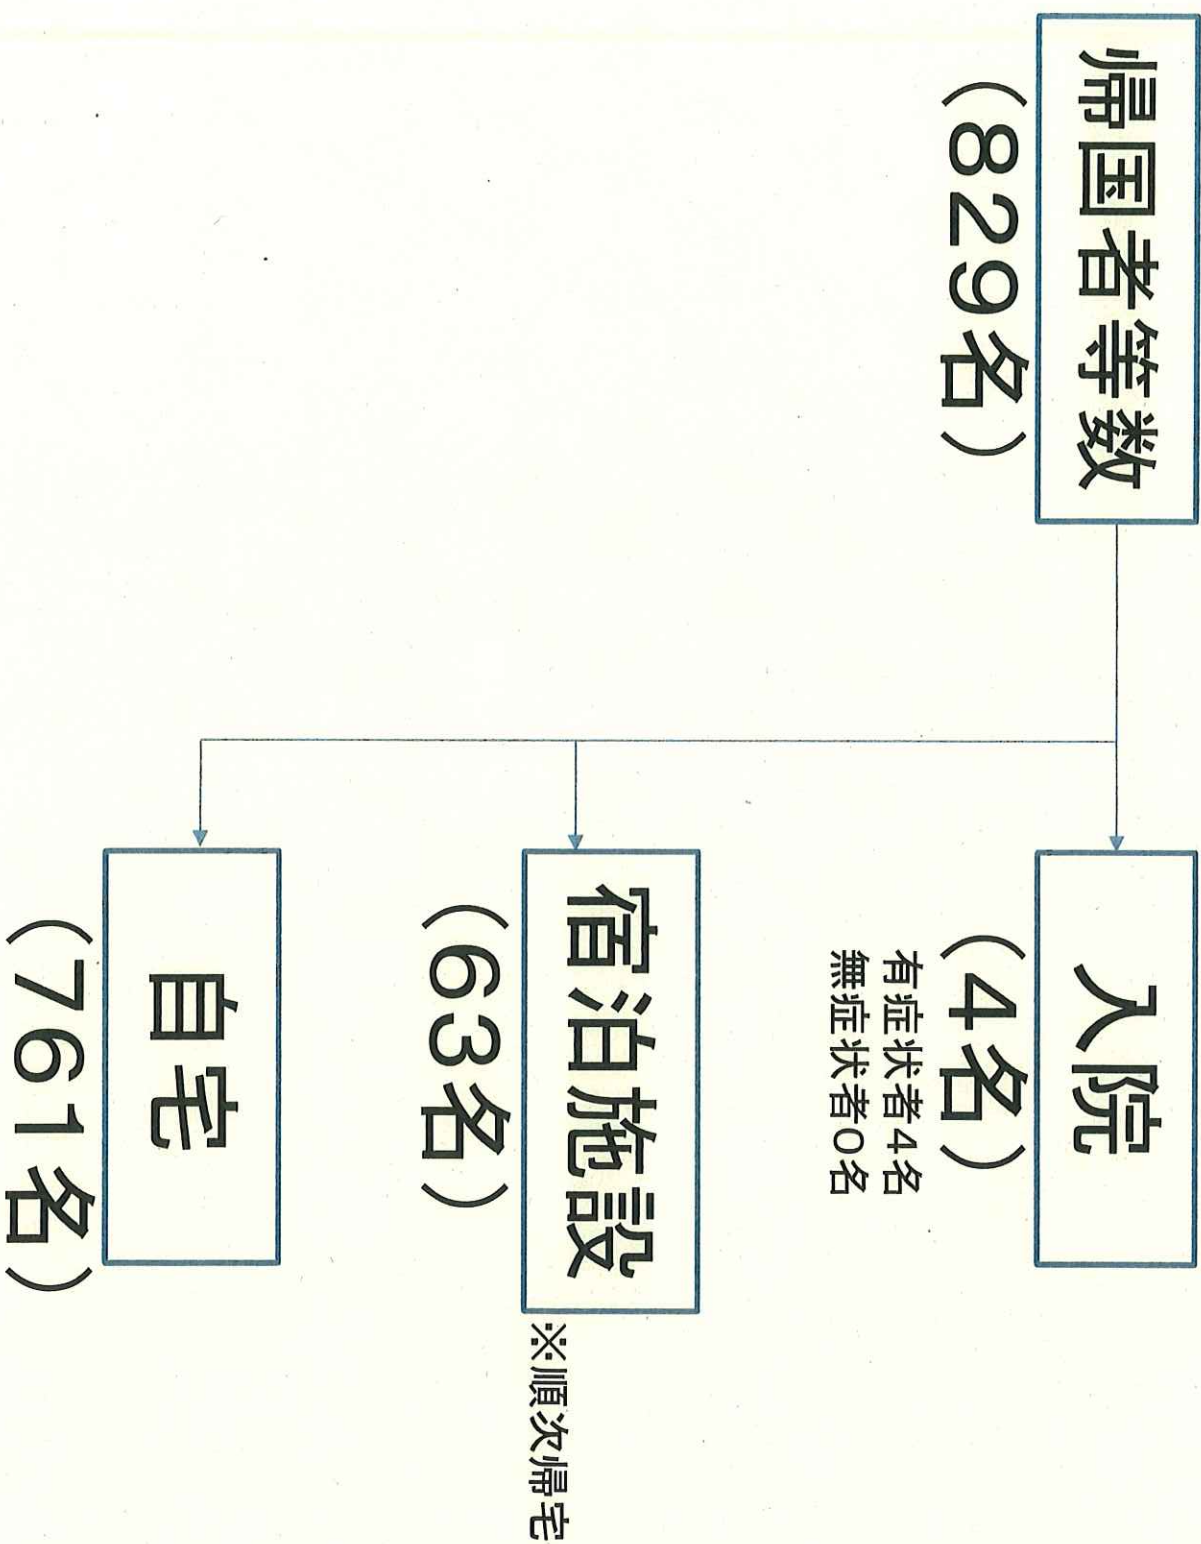 帰国者等数
（829名）
入院
（4名）
有症状者4名
無症状者0名
宿泊施設
※順次帰宅
（63名）
自宅
（761名）